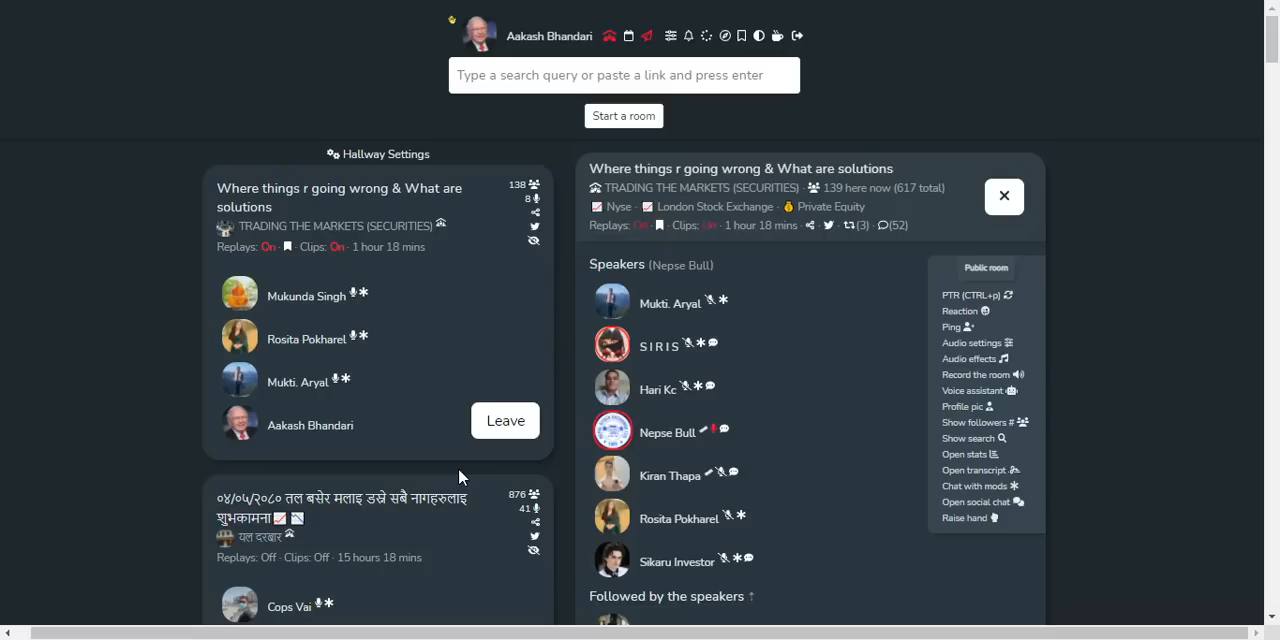 Aakash Bhandari
Type a search query or paste a link and press enter
Start a room
Hallway Settings
Where things r going wrong & What are
solutions
138
8
TRADING THE MARKETS (SECURITIES)
Replays: On · Clips: On · 1 hour 18 mins
Mukunda Singh
Rosita Pokharel
Mukti. Aryal
Aakash Bhandari
Leave
०४/०५/२०८० तल बसेर मलाइ डस्ने सबै नागहरुलाइ
शुभकामना
876
41
यल दरबार
Replays: Off · Clips: Off · 15 hours 18 mins
Cops Vai
Where things r going wrong & What are solutions
TRADING THE MARKETS (SECURITIES) · 139 here now (617 total)
Nyse · London Stock Exchange · Private Equity
Replays: On · Clips: On · 1 hour 18 mins · (3) · (52)
Speakers (Nepse Bull)
Mukti. Aryal
S I R I S
Hari Kc
Nepse Bull
Kiran Thapa
Rosita Pokharel
Sikaru Investor
Followed by the speakers ↑
Public room
PTR (CTRL+p)
Reaction
Ping
Audio settings
Audio effects
Record the room
Voice assistant
Profile pic
Show followers #
Show search
Open stats
Open transcript
Chat with mods
Open social chat
Raise hand